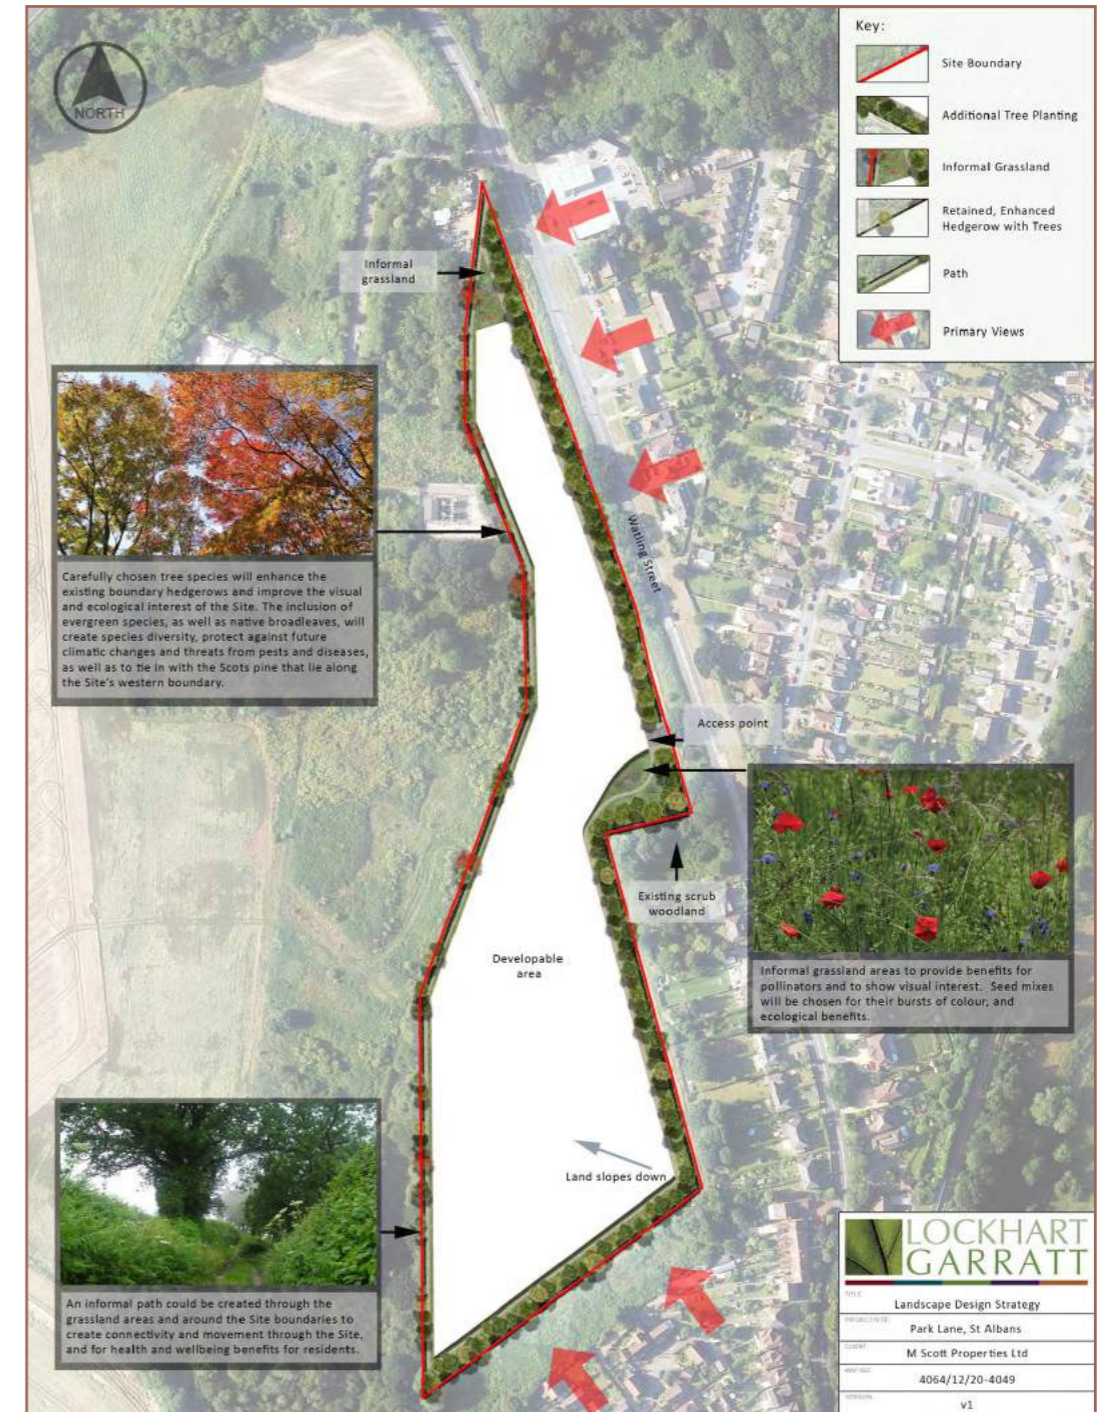 NORTH
Key:
Site Boundary
Additional Tree Planting
Informal Grassland
Retained, Enhanced
Hedgerow with Trees
Path
Primary Views
Informal
grassland
Carefully chosen tree species will enhance the
existing boundary hedgerows and improve the visual
and ecological interest of the Site. The inclusion of
evergreen species, as well as native broadleaves, will
create species diversity, protect against future
climatic changes and threats from pests and diseases,
as well as to tie in with the Scots pine that lie along
the Site's western boundary.
Watling Street
Access point
Existing scrub
woodland
Developable
area
Informal grassland areas to provide benefits for
pollinators and to show visual interest. Seed mixes
will be chosen for their bursts of colour, and
ecological benefits.
Land slopes down
An informal path could be created through the
grassland areas and around the Site boundaries to
create connectivity and movement through the Site,
and for health and wellbeing benefits for residents.
LOCKHART
GARRATT
TITLE:
Landscape Design Strategy
Park Lane, St Albans
CLIENT:
M Scott Properties Ltd
4064/12/20-4049
VERSION:
v1